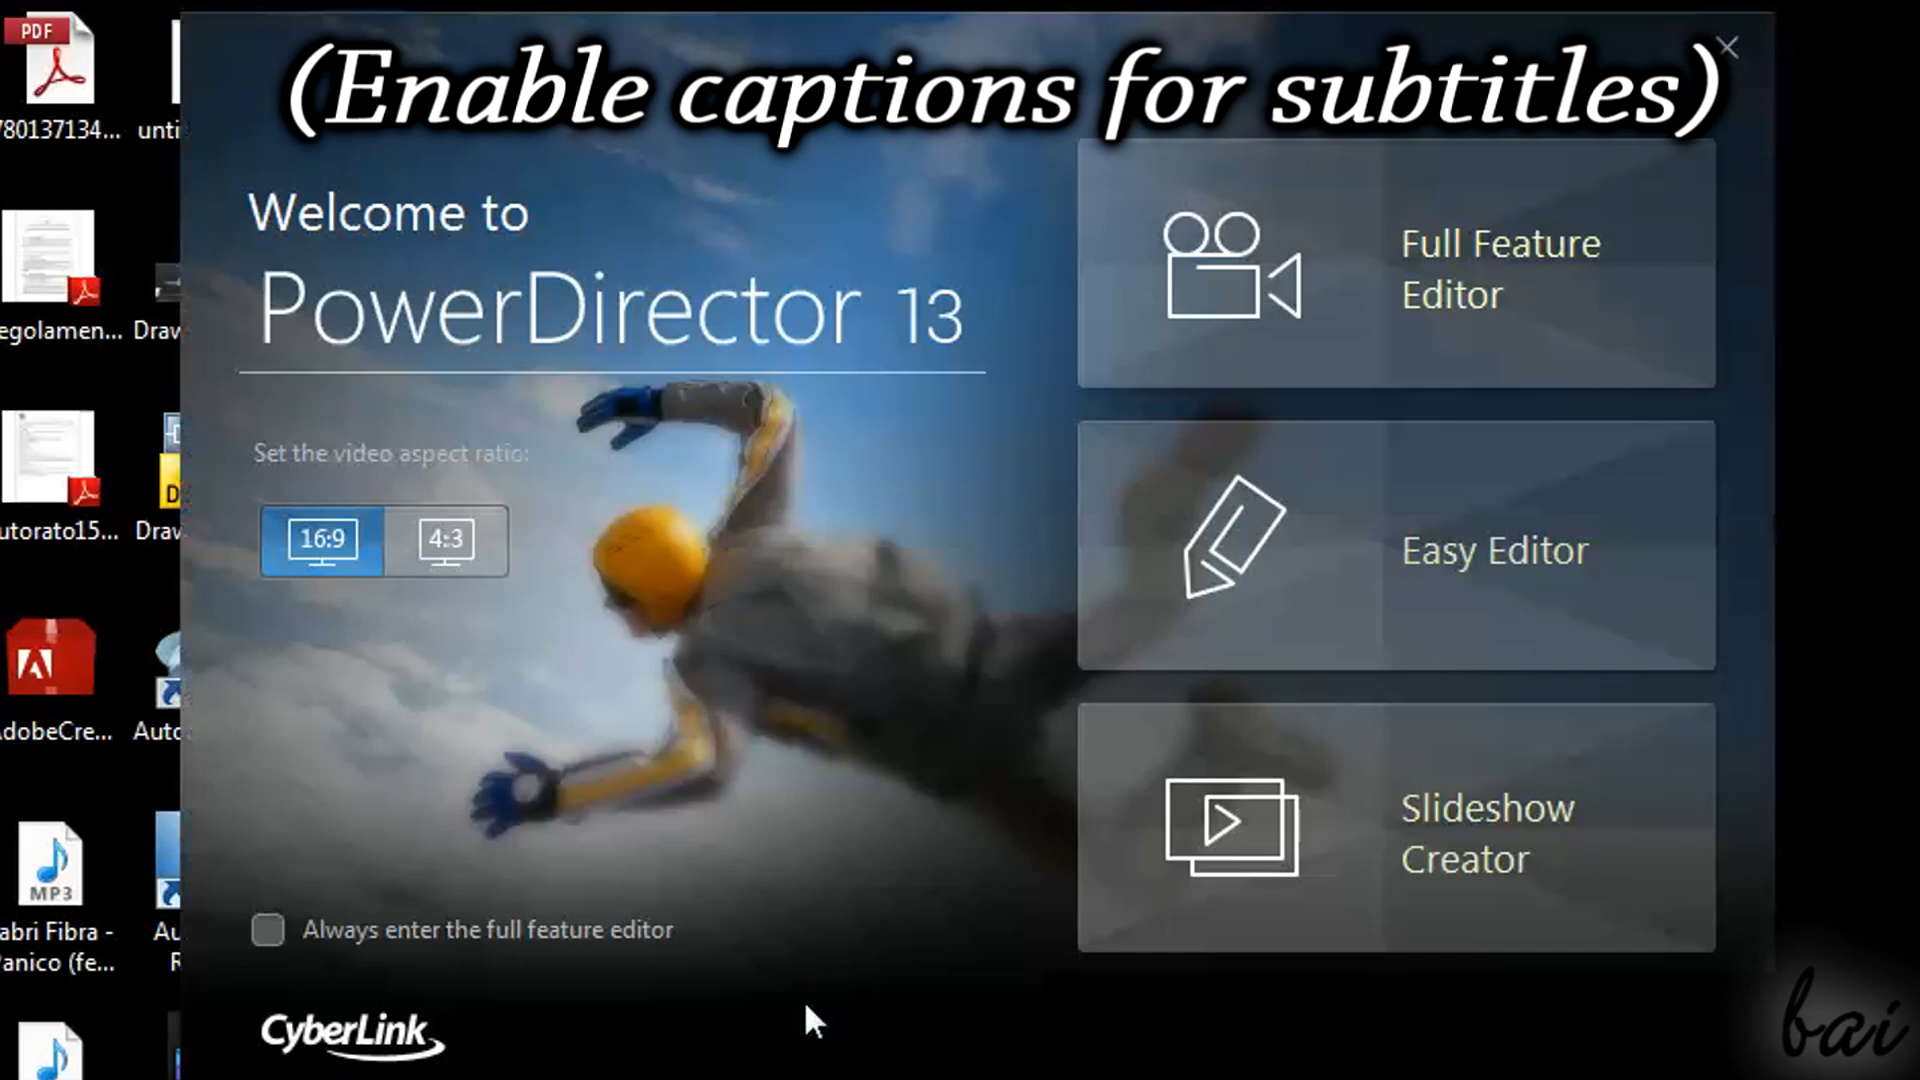 (Enable captions for subtitles)
Welcome to
PowerDirector 13
Set the video aspect ratio:
16:9
4:3
Always enter the full feature editor
CyberLink
Full Feature
Editor
Easy Editor
Slideshow
Creator
PDF
780137134...
unti
egolamen...
Draw
utorato15...
Draw
D
AdobeCre...
Auto
MP3
abri Fibra -
anico (fe...
Au
R
bai